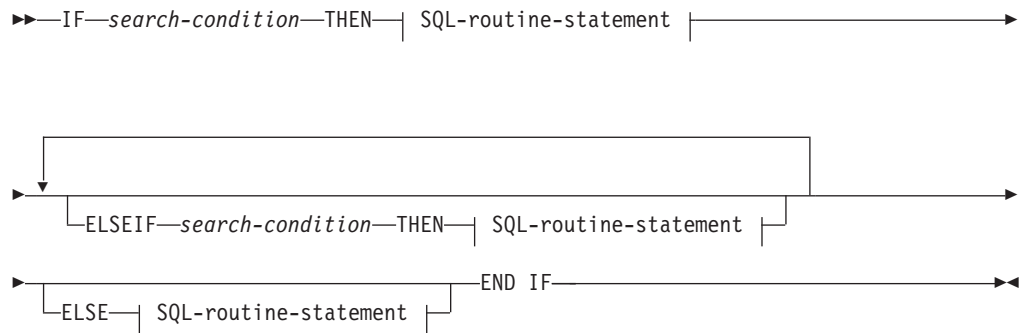 IF search-condition THEN SQL-routine-statement
ELSEIF search-condition THEN SQL-routine-statement
END IF
ELSE SQL-routine-statement